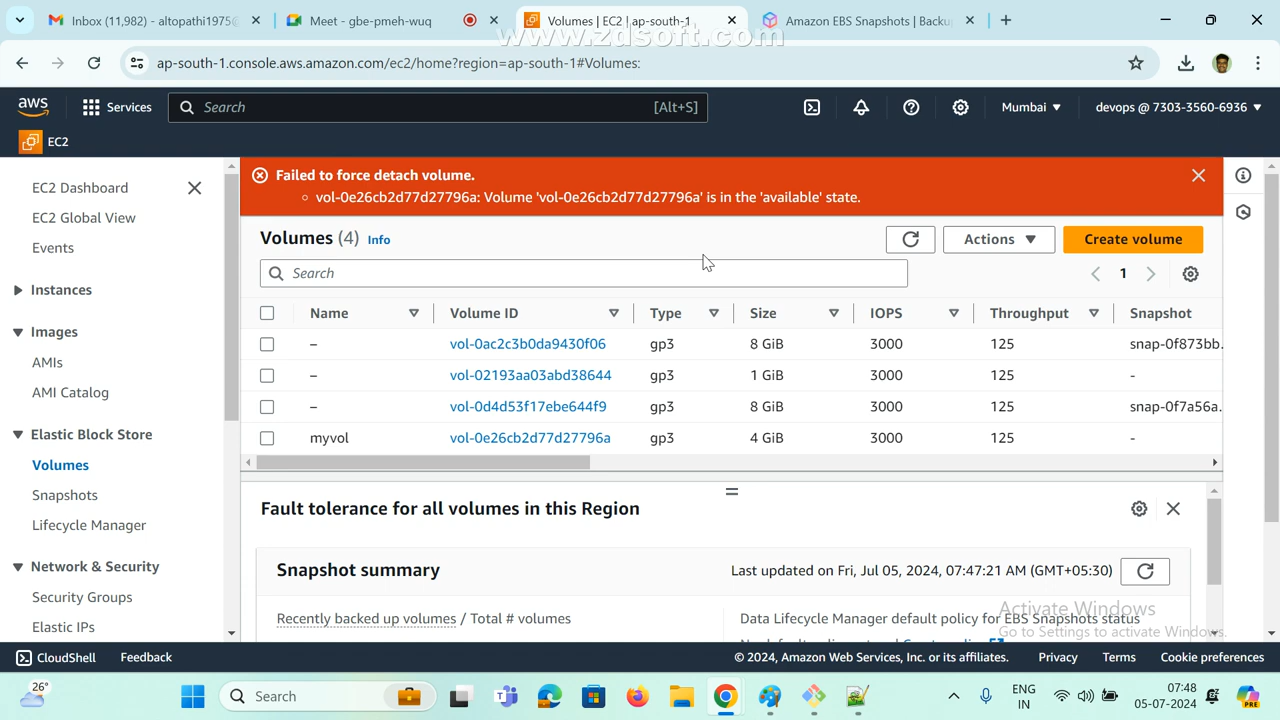 Inbox (11,982) - altopathi1975@
Meet - gbe-pmeh-wuq
Volumes | EC2 | ap-south-1
Amazon EBS Snapshots | Backup
www.zdsoft.com
ap-south-1.console.aws.amazon.com/ec2/home?region=ap-south-1#Volumes:
aws
Services
Search
[Alt+S]
Mumbai
devops @ 7303-3560-6936
EC2
EC2 Dashboard
EC2 Global View
Events
Instances
Images
AMIs
AMI Catalog
Elastic Block Store
Volumes
Snapshots
Lifecycle Manager
Network & Security
Security Groups
Elastic IPs
Failed to force detach volume.
vol-0e26cb2d77d27796a: Volume 'vol-0e26cb2d77d27796a' is in the 'available' state.
Volumes (4) Info
Actions
Create volume
Search
1
Name Volume ID Type Size IOPS Throughput Snapshot
– vol-0ac2c3b0da9430f06 gp3 8 GiB 3000 125 snap-0f873bb.
– vol-02193aa03abd38644 gp3 1 GiB 3000 125 -
– vol-0d4d53f17ebe644f9 gp3 8 GiB 3000 125 snap-0f7a56a.
myvol vol-0e26cb2d77d27796a gp3 4 GiB 3000 125 -
Fault tolerance for all volumes in this Region
Snapshot summary
Last updated on Fri, Jul 05, 2024, 07:47:21 AM (GMT+05:30)
Recently backed up volumes / Total # volumes
Data Lifecycle Manager default policy for EBS Snapshots status
Activate Windows
Go to Settings to activate Windows.
CloudShell
Feedback
© 2024, Amazon Web Services, Inc. or its affiliates.
Privacy
Terms
Cookie preferences
26°
Search
ENG
IN
07:48
05-07-2024
PRE